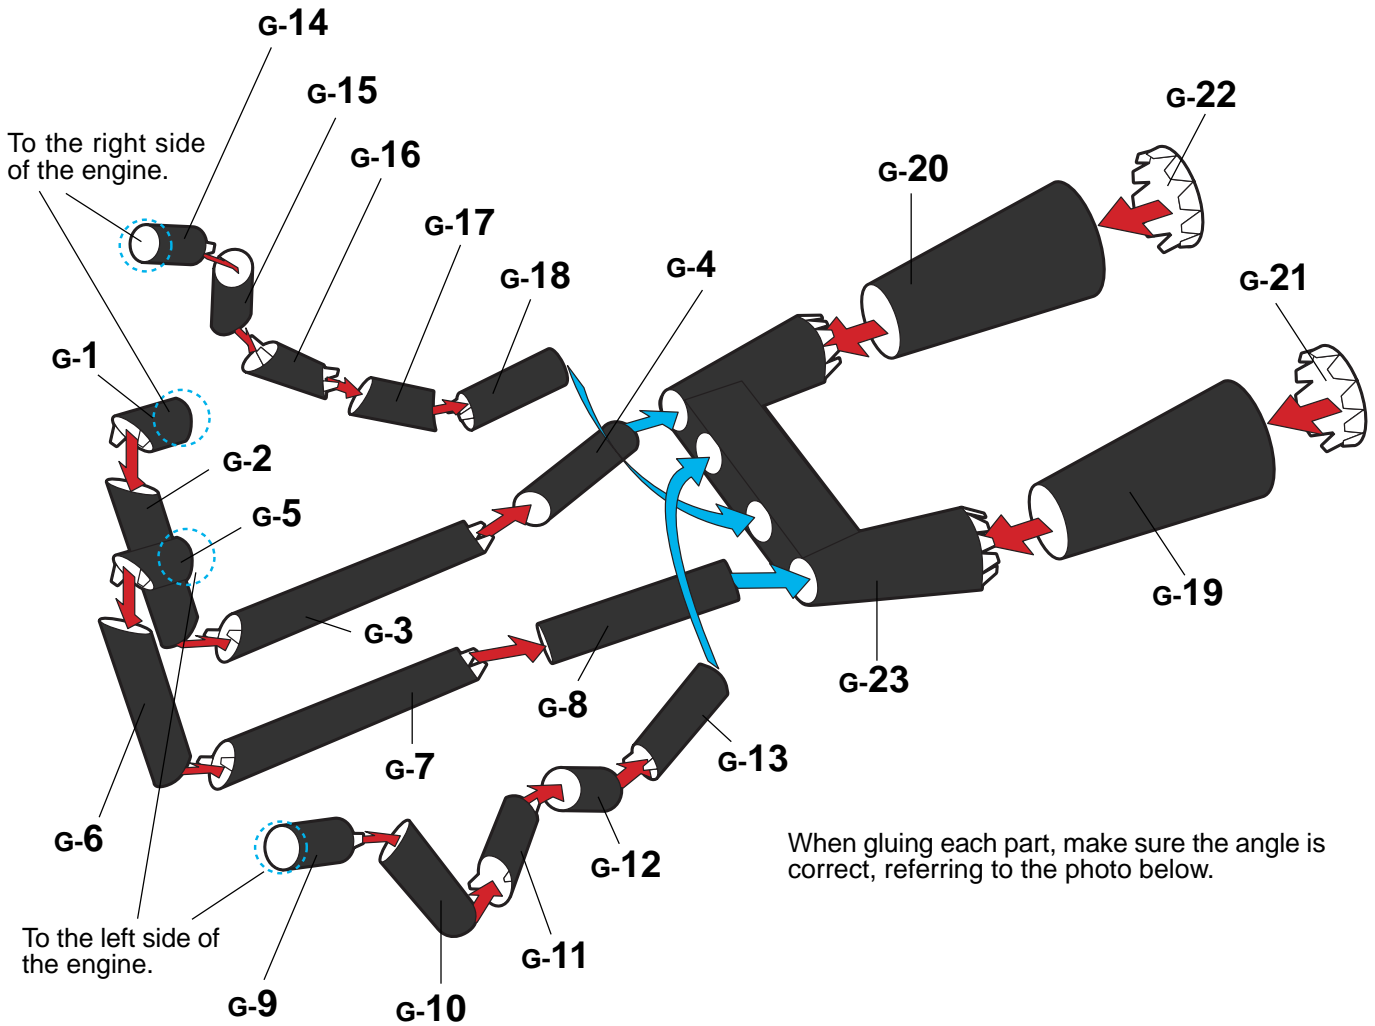 G-14
G-15
G-22
To the right side
of the engine.
G-16
G-20
G-17
G-4
G-18
G-21
G-1
G-2
G-5
G-19
G-3
G-23
G-8
G-7
G-13
G-6
When gluing each part, make sure the angle is
correct, referring to the photo below.
G-12
To the left side of
the engine.
G-11
G-9
G-10